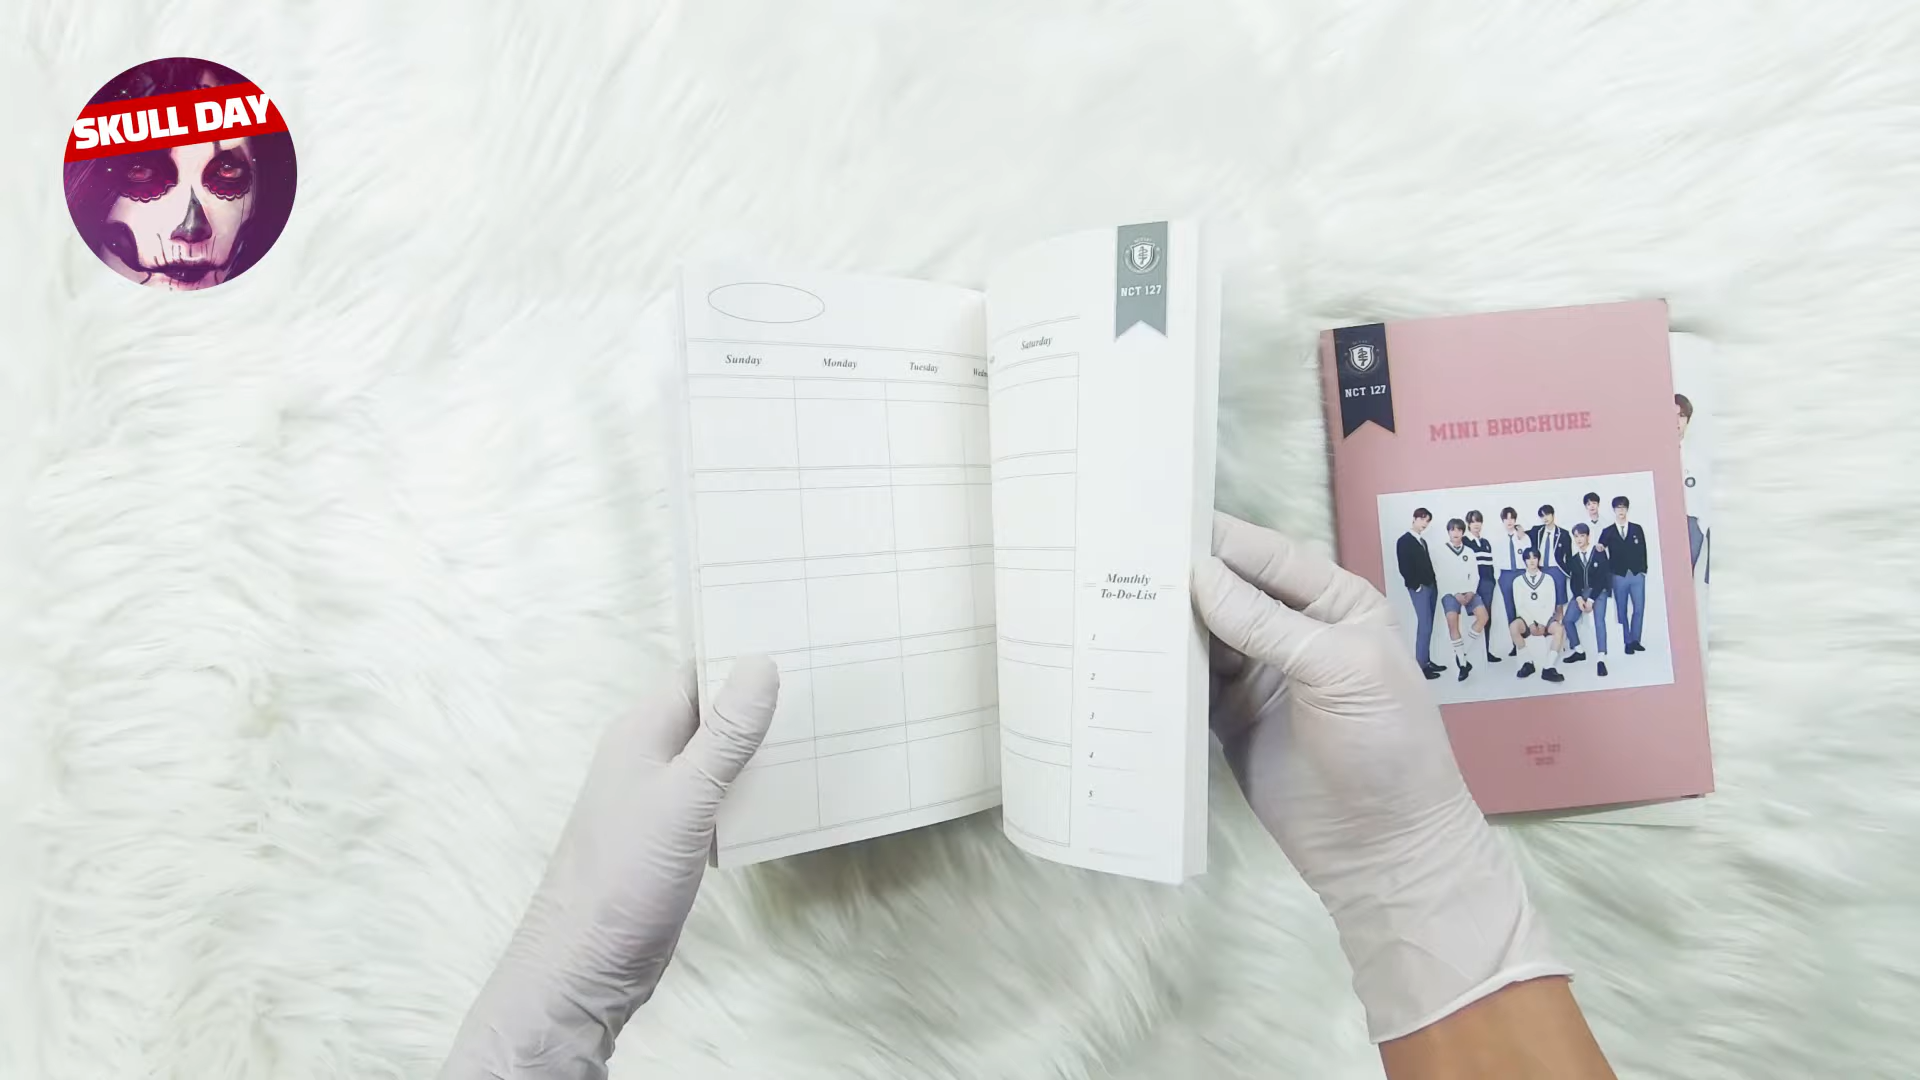 SKULL DAY
NCT 127
Sunday
Monday
Tuesday
Saturday
Monthly
To-Do-List
1
2
3
4
5
NCT 127
MINI BROCHURE